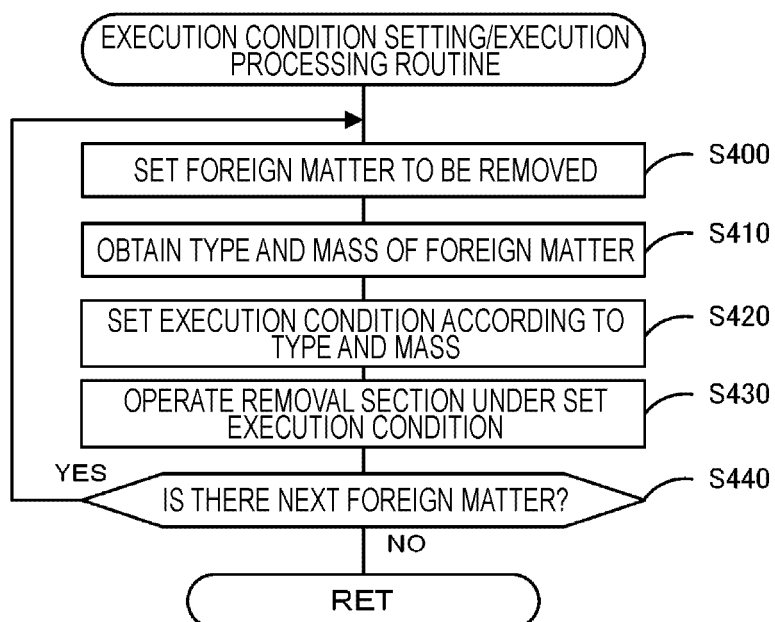 EXECUTION CONDITION SETTING/EXECUTION
PROCESSING ROUTINE
SET FOREIGN MATTER TO BE REMOVED
S400
OBTAIN TYPE AND MASS OF FOREIGN MATTER
S410
SET EXECUTION CONDITION ACCORDING TO
TYPE AND MASS
S420
OPERATE REMOVAL SECTION UNDER SET
EXECUTION CONDITION
S430
YES
IS THERE NEXT FOREIGN MATTER?
S440
NO
RET